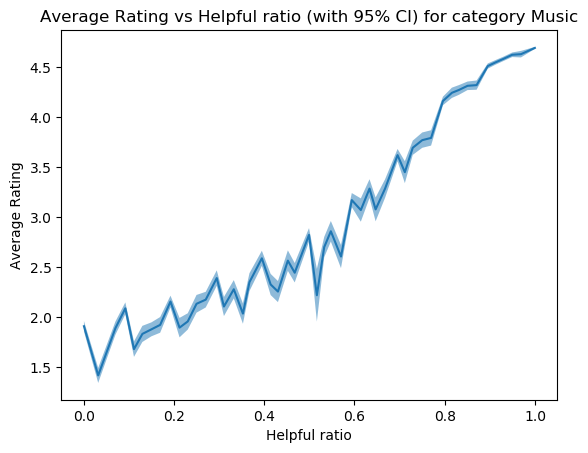 Average Rating vs Helpful ratio (with 95% CI) for category Music
Average Rating
4.5
4.0
3.5
3.0
2.5
2.0
1.5
0.0 0.2 0.4 0.6 0.8 1.0
Helpful ratio